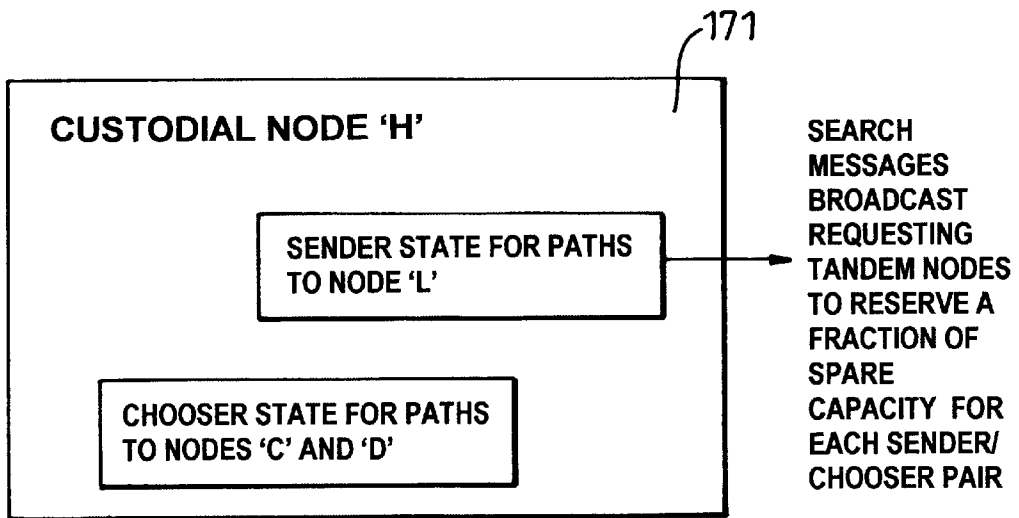 171
CUSTODIAL NODE ‘H’
SENDER STATE FOR PATHS
TO NODE ‘L’
CHOOSER STATE FOR PATHS
TO NODES ‘C’ AND ‘D’
SEARCH
MESSAGES
BROADCAST
REQUESTING
TANDEM NODES
TO RESERVE A
FRACTION OF
SPARE
CAPACITY FOR
EACH SENDER/
CHOOSER PAIR